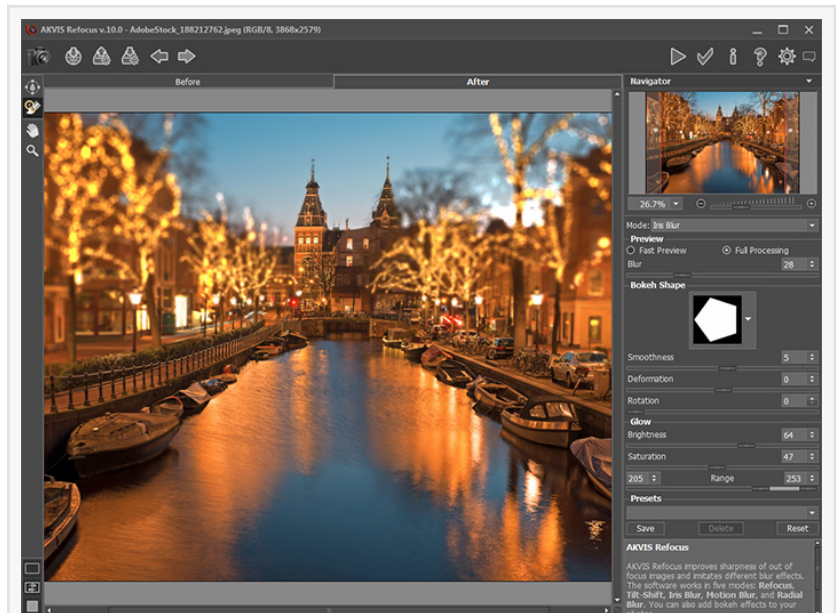 AKVIS Refocus v.10.0 - AdobeStock_188212762.jpeg (RGB/8, 3868x2579)
Before
After
Navigator
26.7%
Mode: Iris Blur
Preview
Fast Preview
Full Processing
Blur
28
Bokeh Shape
Smoothness
5
Deformation
0
Rotation
0
Glow
Brightness
64
Saturation
47
205
Range
253
Presets
Save
Delete
Reset
AKVIS Refocus
AKVIS Refocus improves sharpness of out of
focus images and imitates different blur effects.
The software works in five modes: Refocus,
Tilt-Shift, Iris Blur, Motion Blur, and Radial
Blur. You can also add bokeh effects to your